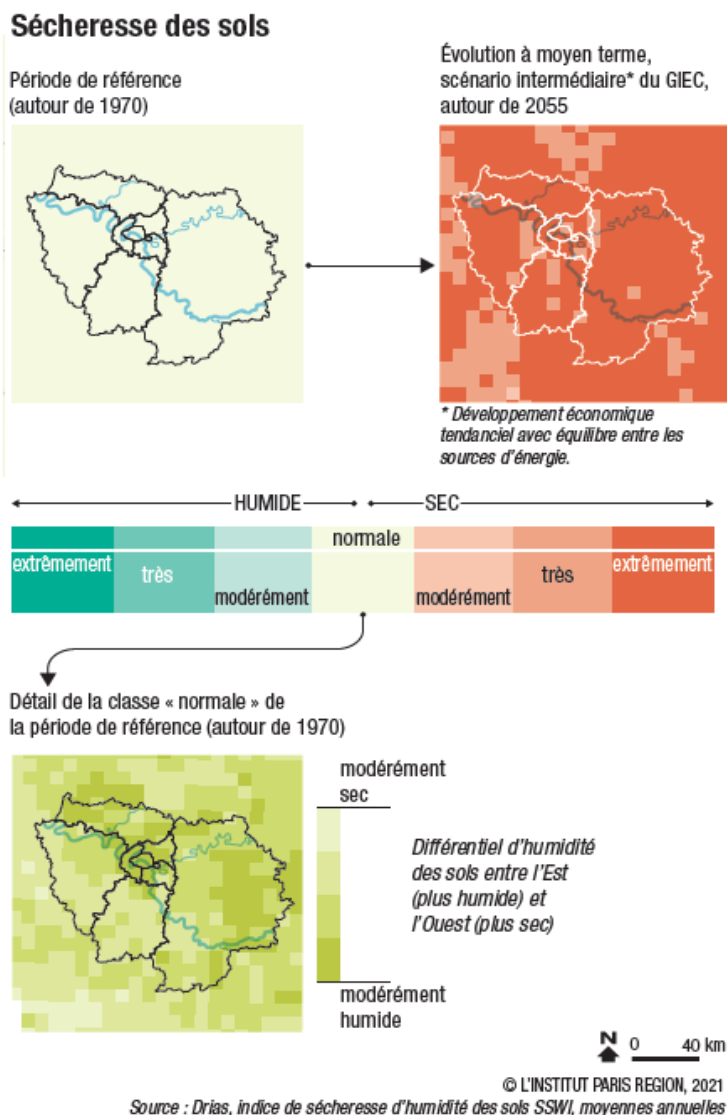 Sécheresse des sols
Période de référence
(autour de 1970)
Évolution à moyen terme,
scénario intermédiaire* du GIEC,
autour de 2055
* Développement économique
tendanciel avec équilibre entre les
sources d'énergie.
HUMIDE
SEC
normale
extrêmement
très
modérément
modérément
très
extrêmement
Détail de la classe « normale » de
la période de référence (autour de 1970)
modérément
sec
Différentiel d'humidité
des sols entre l'Est
(plus humide) et
l'Ouest (plus sec)
modérément
humide
N
0 40 km
© L'INSTITUT PARIS REGION, 2021
Source : Drias, indice de sécheresse d'humidité des sols SSWI, moyennes annuelles